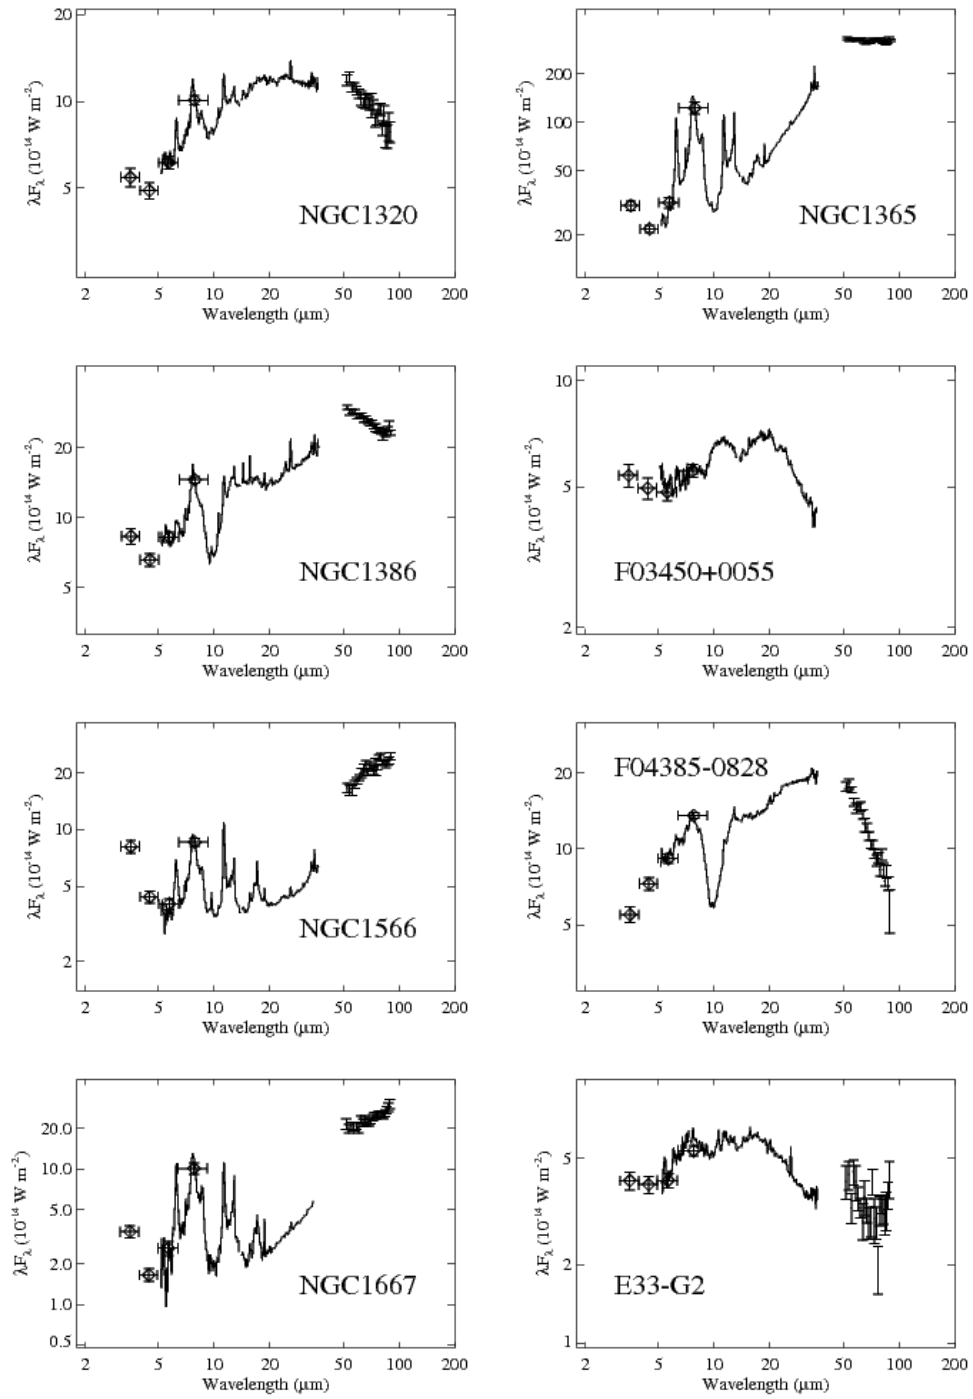 20
10
5
λFλ (10⁻¹⁴ W m⁻²)
NGC1320
2 5 10 20 50 100 200
Wavelength (μm)
200
100
50
20
λFλ (10⁻¹⁴ W m⁻²)
NGC1365
2 5 10 20 50 100 200
Wavelength (μm)
20
10
5
λFλ (10⁻¹⁴ W m⁻²)
NGC1386
2 5 10 20 50 100 200
Wavelength (μm)
10
5
2
λFλ (10⁻¹⁴ W m⁻²)
F03450+0055
2 5 10 20 50 100 200
Wavelength (μm)
20
10
5
2
λFλ (10⁻¹⁴ W m⁻²)
NGC1566
2 5 10 20 50 100 200
Wavelength (μm)
F04385-0828
20
10
5
λFλ (10⁻¹⁴ W m⁻²)
2 5 10 20 50 100 200
Wavelength (μm)
20.0
10.0
5.0
2.0
1.0
0.5
λFλ (10⁻¹⁴ W m⁻²)
NGC1667
2 5 10 20 50 100 200
Wavelength (μm)
5
2
1
λFλ (10⁻¹⁴ W m⁻²)
E33-G2
2 5 10 20 50 100 200
Wavelength (μm)